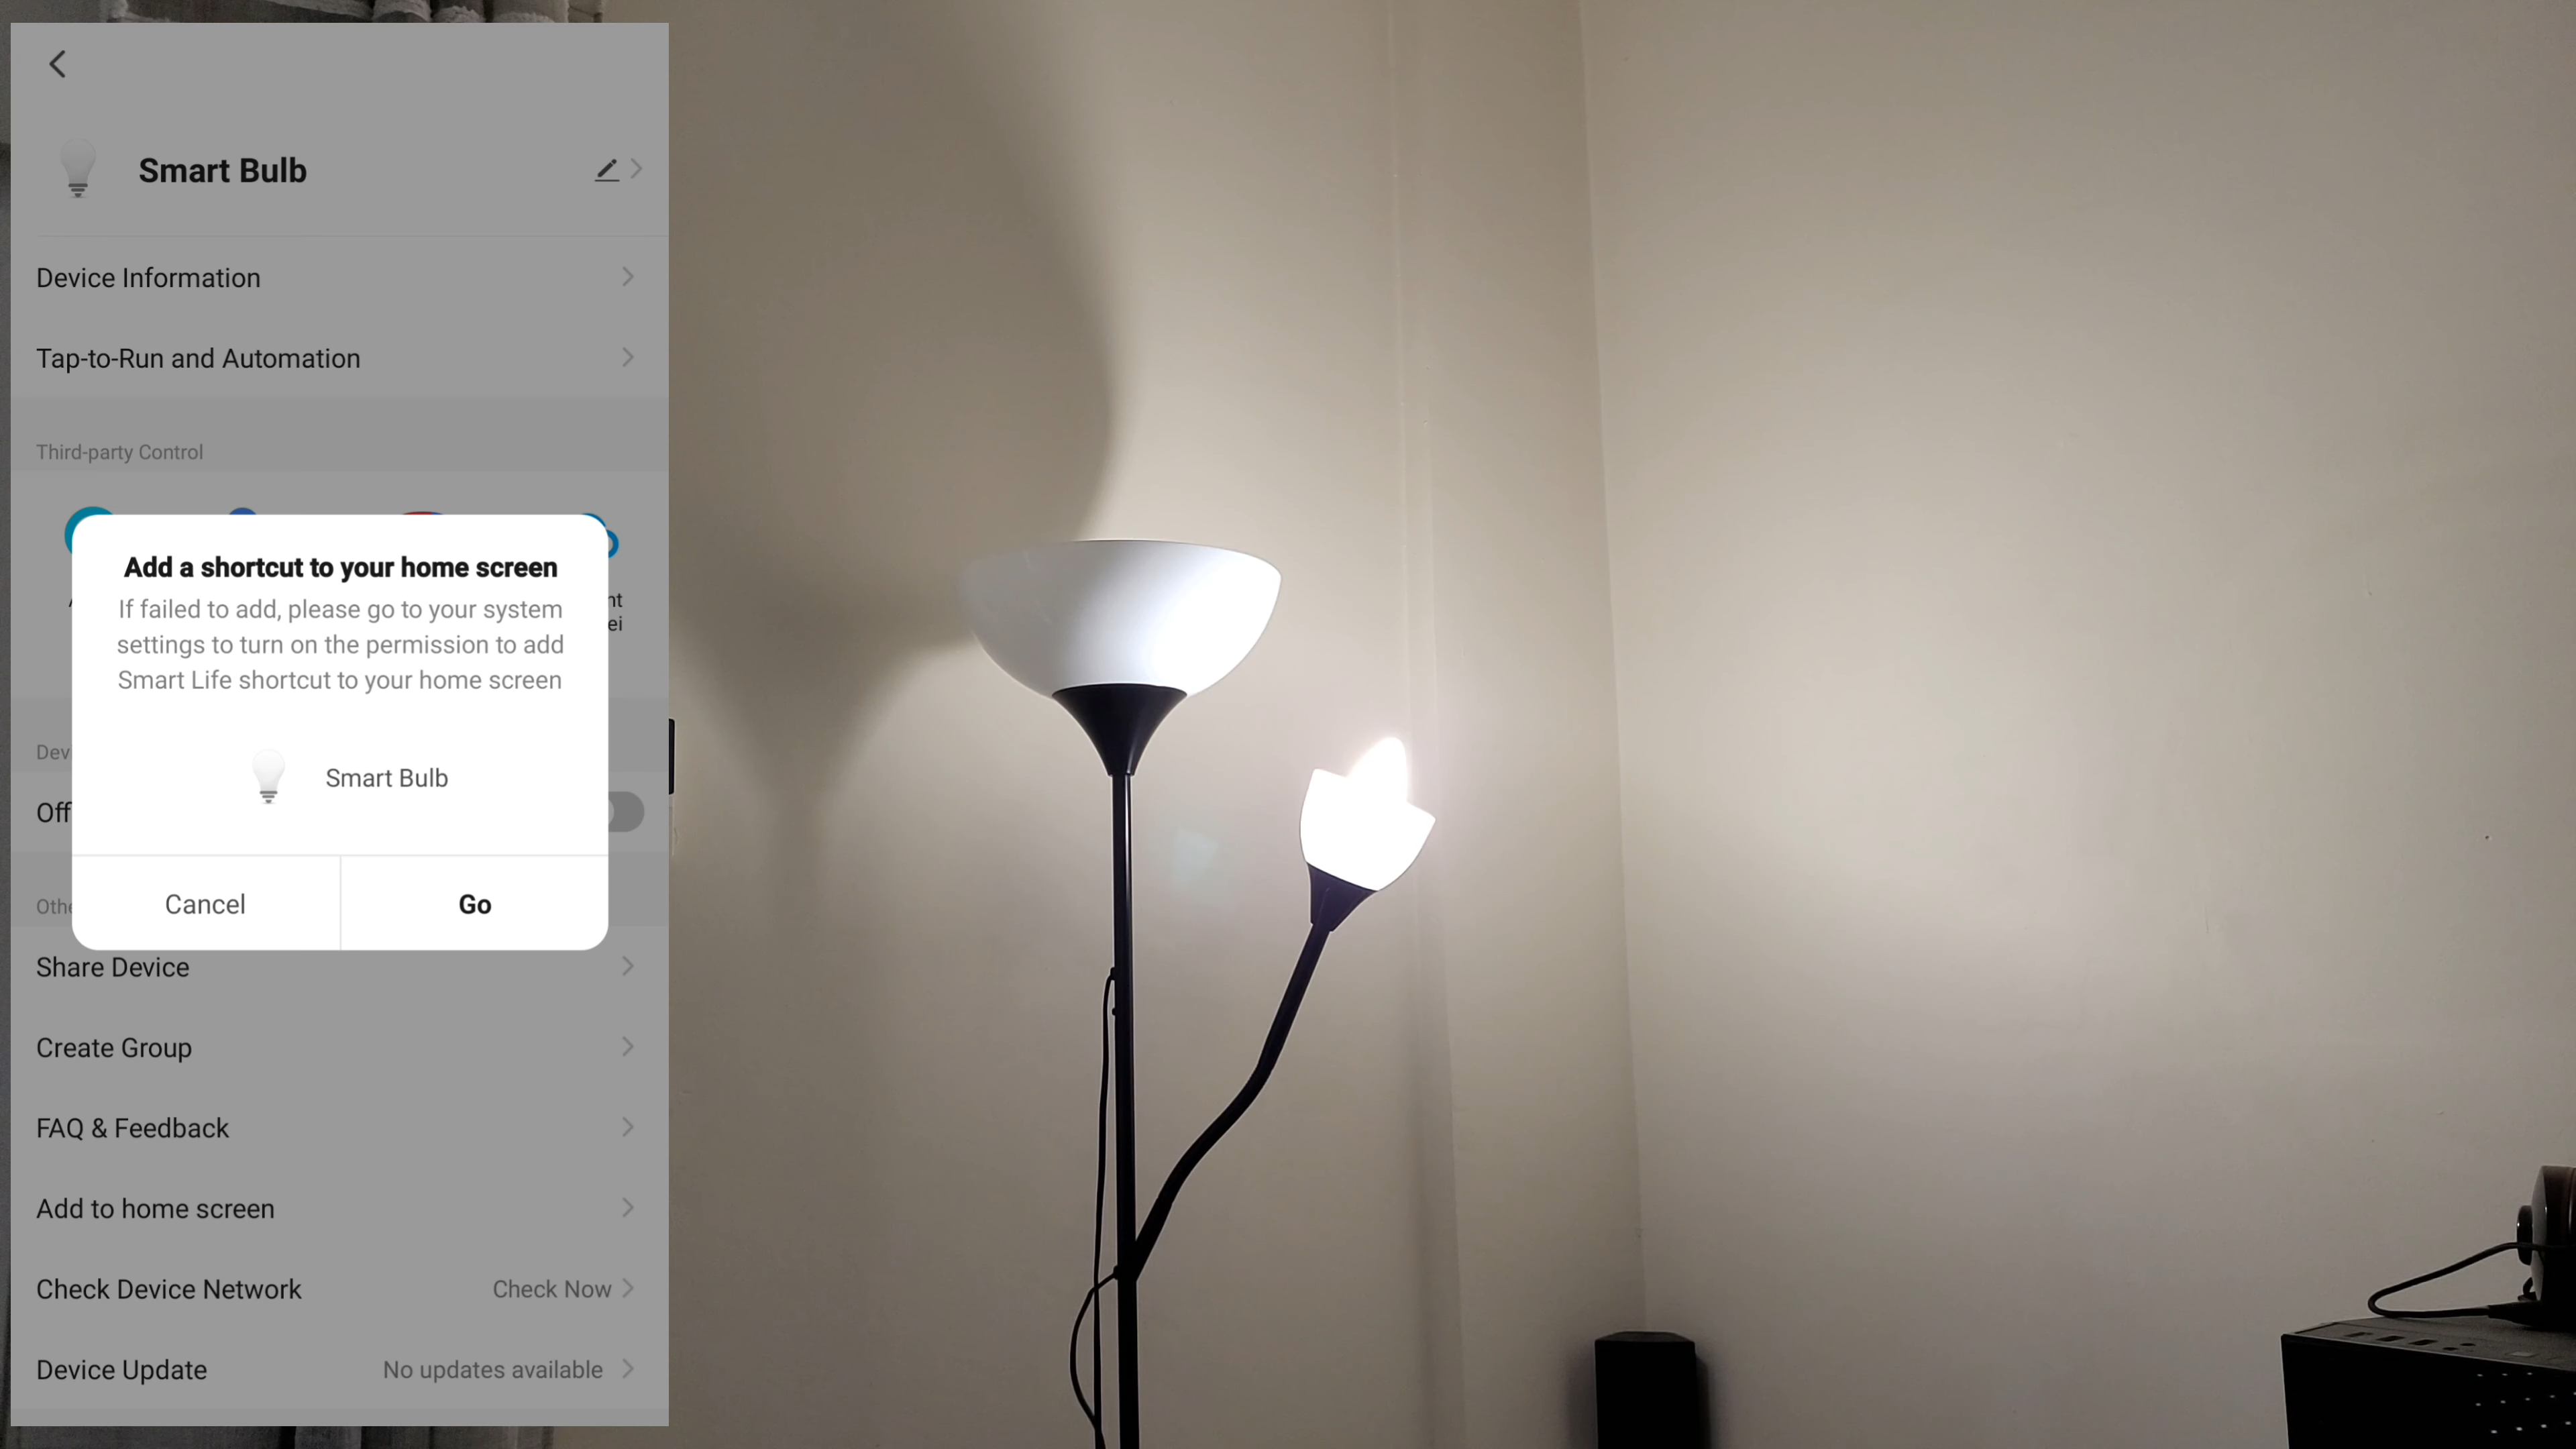 Smart Bulb
Device Information
Tap-to-Run and Automation
Third-party Control
Add a shortcut to your home screen
If failed to add, please go to your system
settings to turn on the permission to add
Smart Life shortcut to your home screen
Smart Bulb
Off
Cancel
Go
Share Device
Create Group
FAQ & Feedback
Add to home screen
Check Device Network Check Now
Device Update No updates available